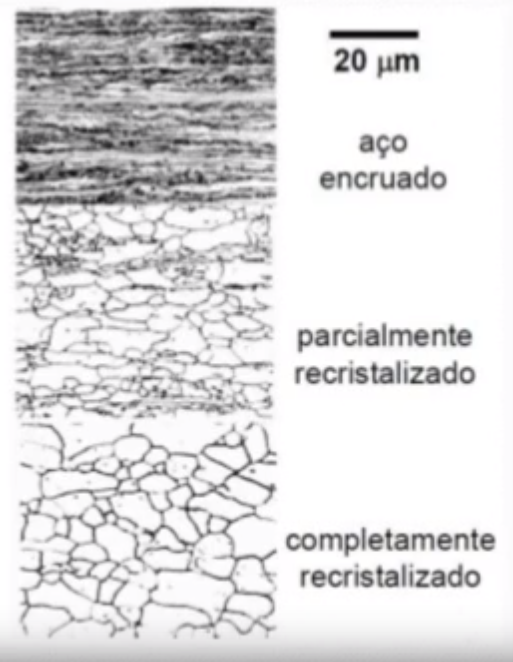 20 μm
aço
encruado
parcialmente
recristalizado
completamente
recristalizado